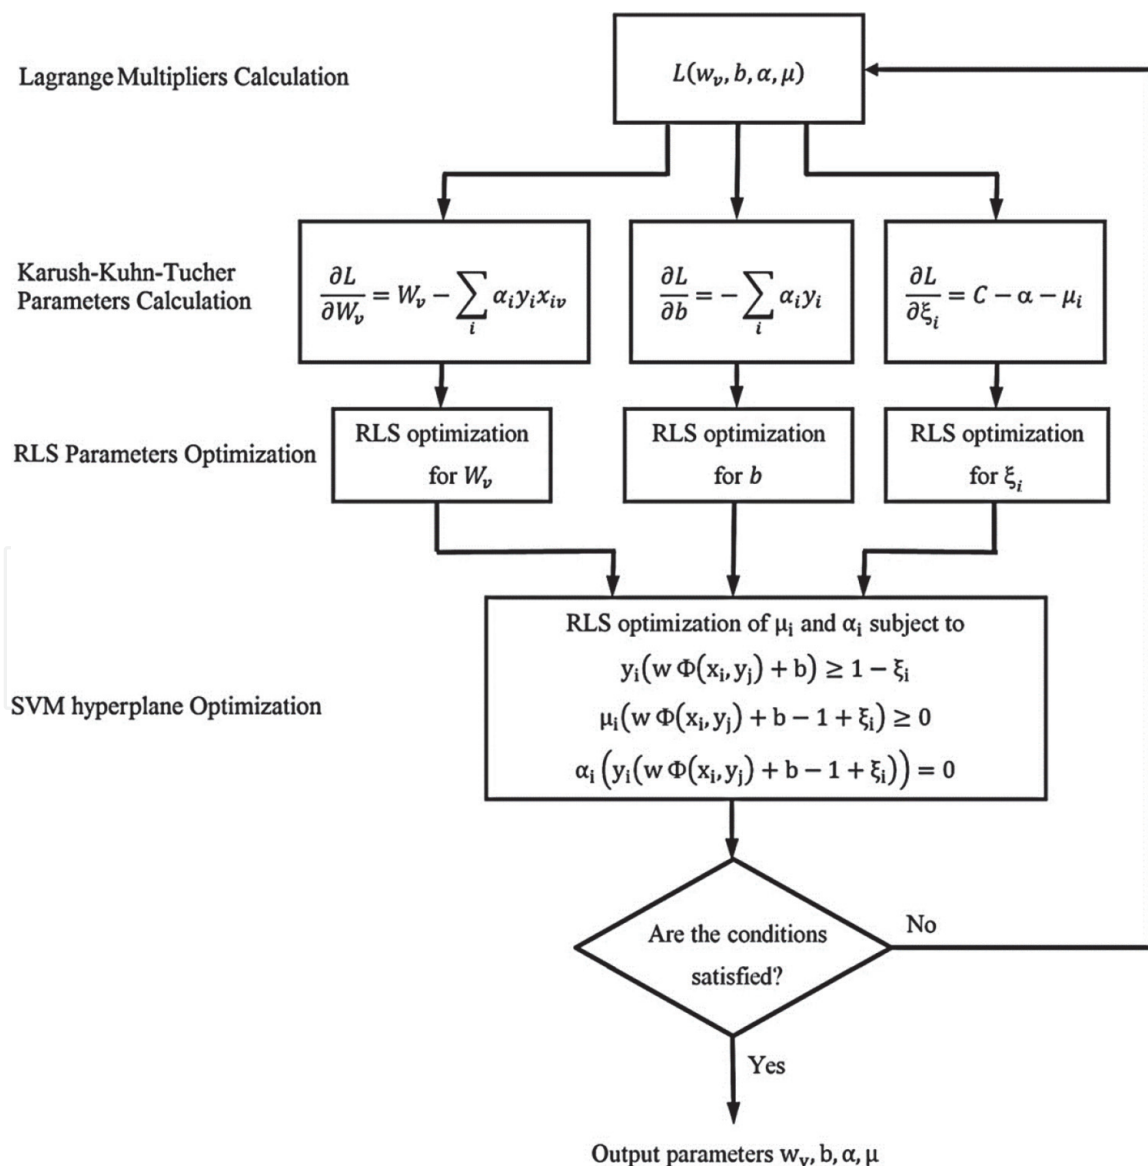 Lagrange Multipliers Calculation
L(w_v, b, α, μ)
Karush-Kuhn-Tucher
Parameters Calculation
∂L/∂W_v = W_v − ∑_i α_i y_i x_iv
∂L/∂b = − ∑_i α_i y_i
∂L/∂ξ_i = C − α − μ_i
RLS Parameters Optimization
RLS optimization
for W_v
RLS optimization
for b
RLS optimization
for ξ_i
SVM hyperplane Optimization
RLS optimization of μ_i and α_i subject to
y_i(w Φ(x_i, y_j) + b) ≥ 1 − ξ_i
μ_i(w Φ(x_i, y_j) + b − 1 + ξ_i) ≥ 0
α_i (y_i(w Φ(x_i, y_j) + b − 1 + ξ_i)) = 0
Are the conditions
satisfied?
No
Yes
Output parameters w_v, b, α, μ